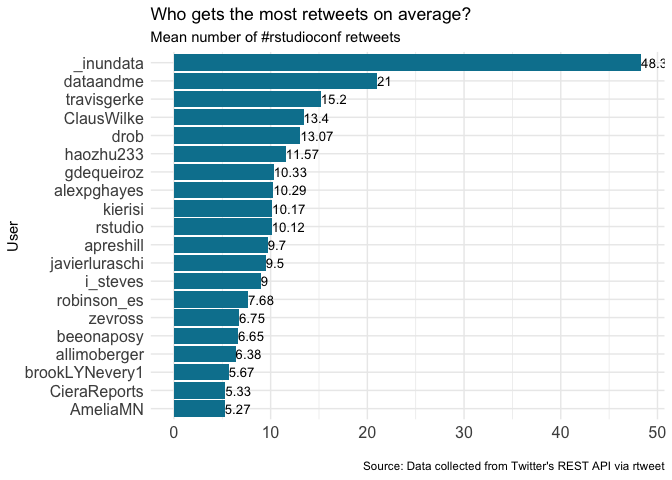 Who gets the most retweets on average?
Mean number of #rstudioconf retweets
User
_inundata 48.3
dataandme 21
travisgerke 15.2
ClausWilke 13.4
drob 13.07
haozhu233 11.57
gdequeiroz 10.33
alexpghayes 10.29
kierisi 10.17
rstudio 10.12
apreshill 9.7
javierluraschi 9.5
i_steves 9
robinson_es 7.68
zevross 6.75
beeonaposy 6.65
allimoberger 6.38
brookLYNevery1 5.67
CieraReports 5.33
AmeliaMN 5.27
0 10 20 30 40 50
Source: Data collected from Twitter's REST API via rtweet